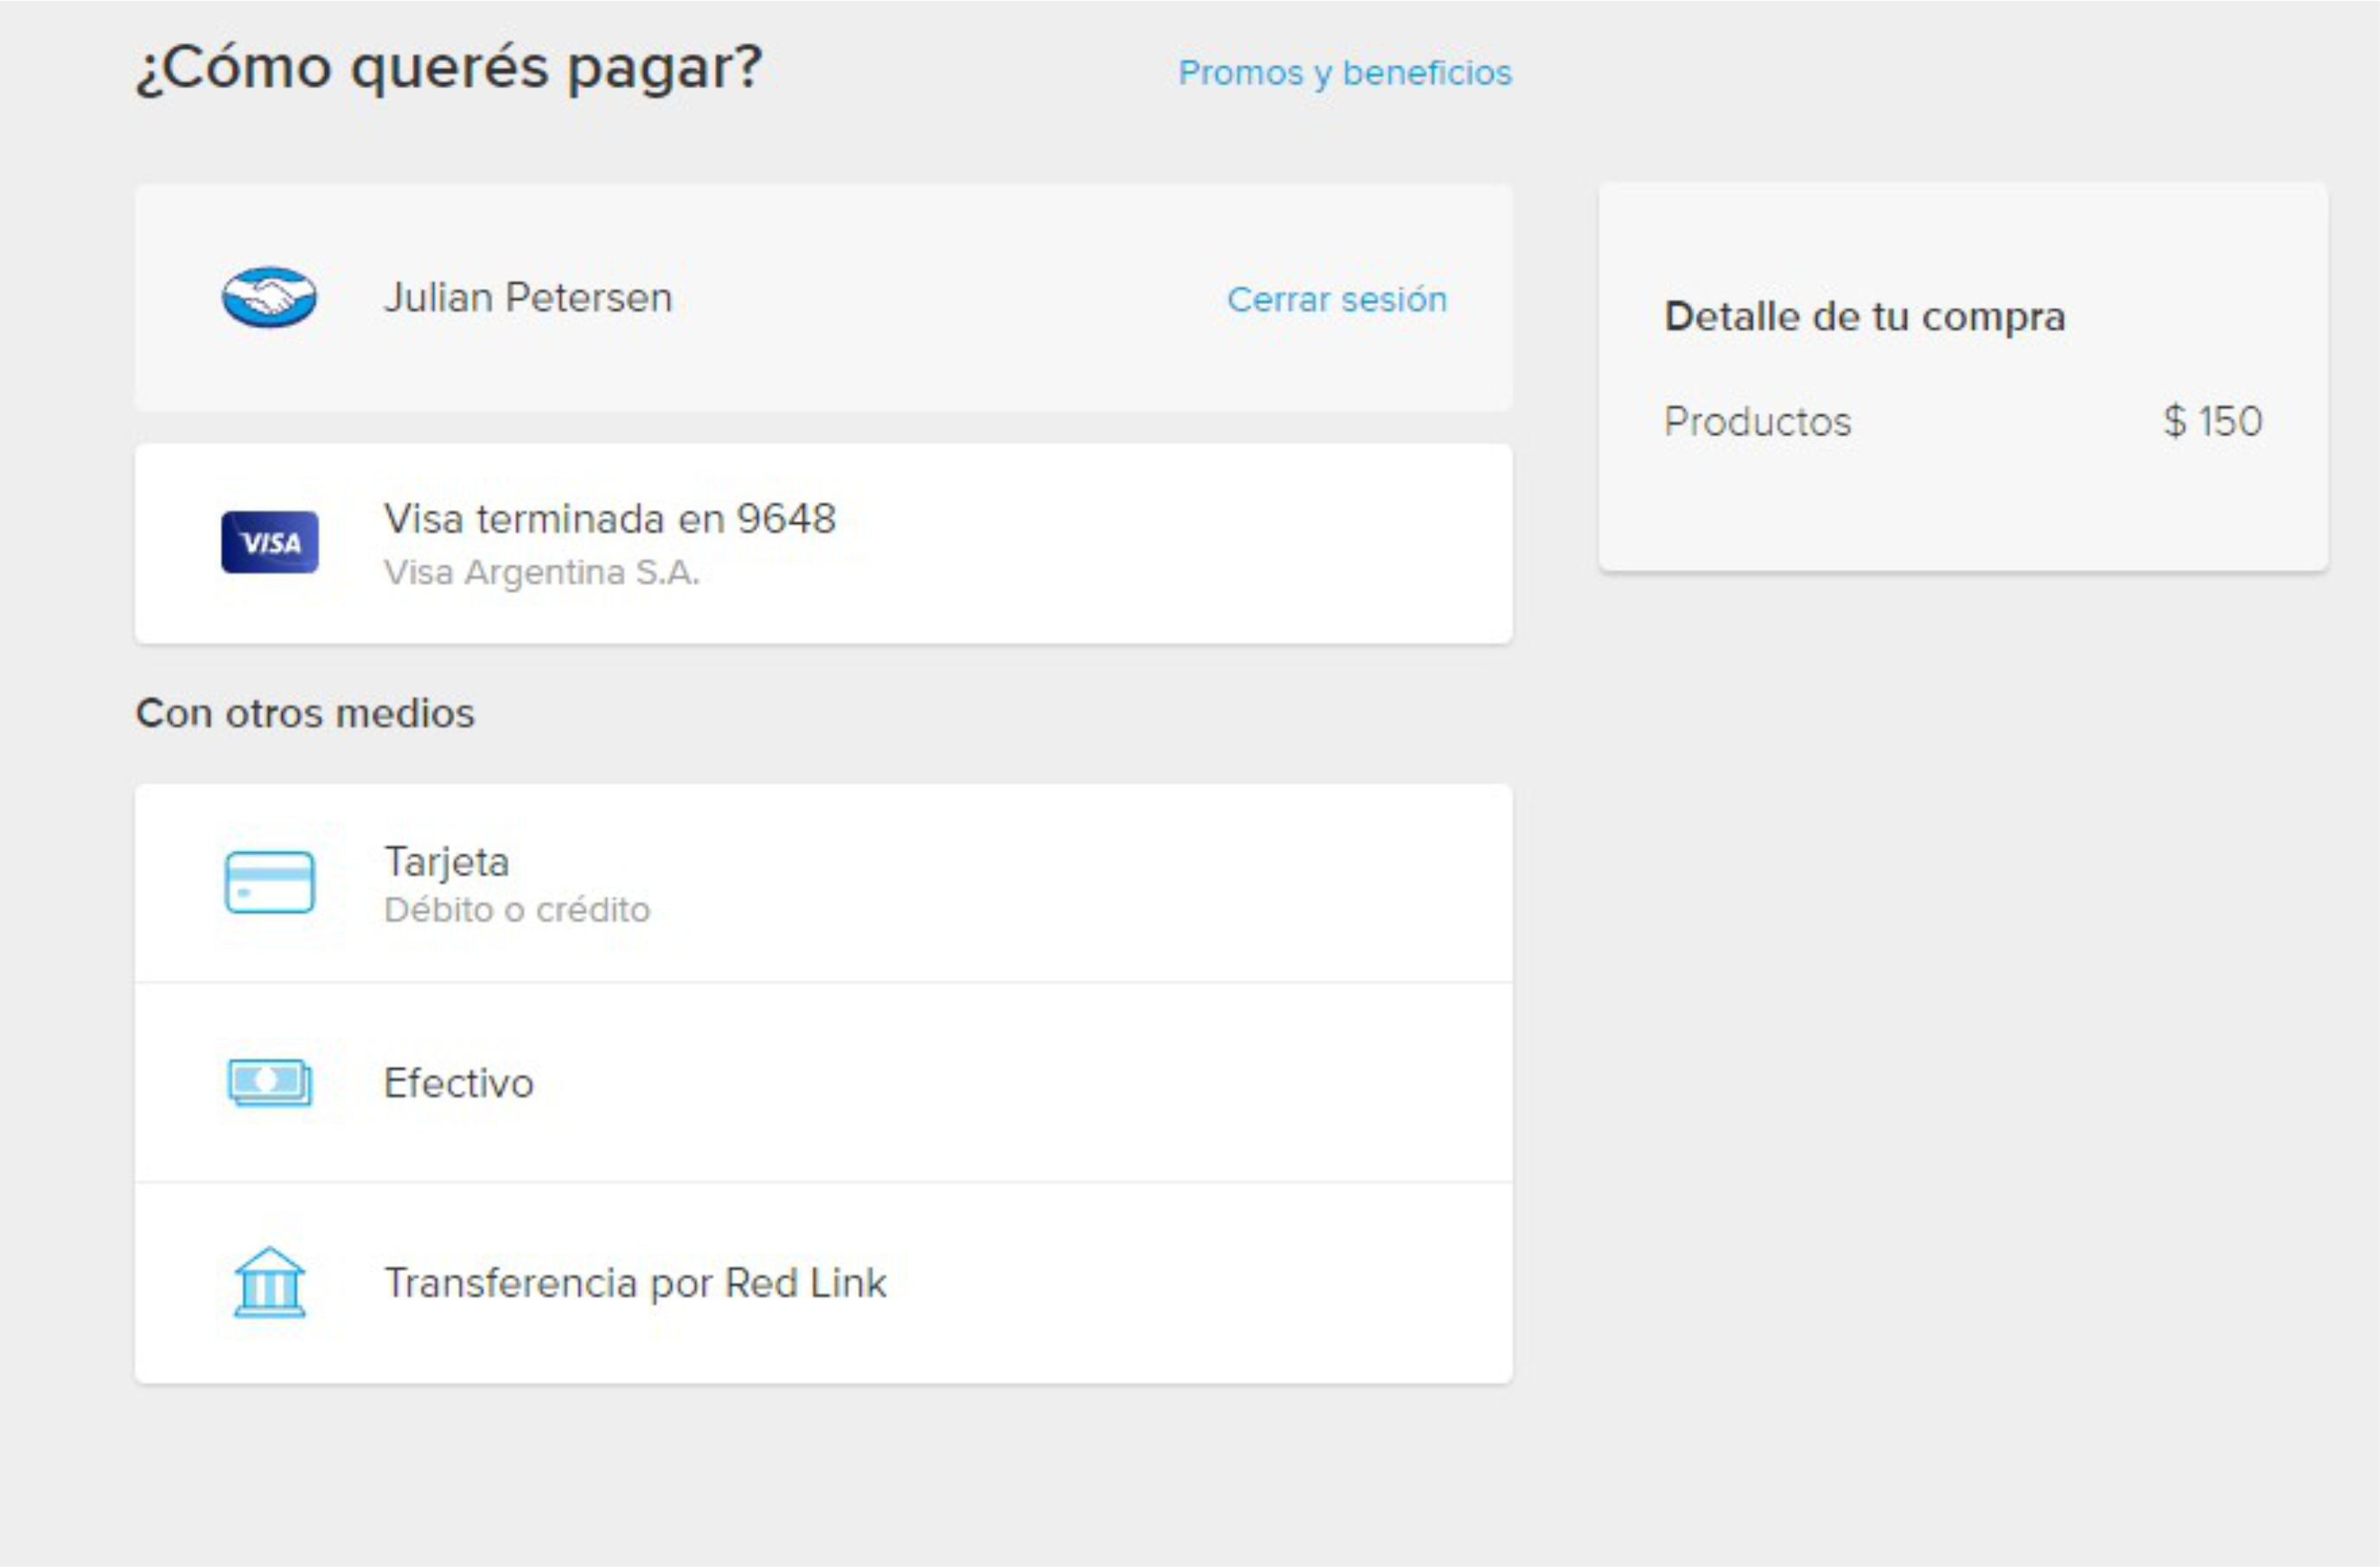 ¿Cómo querés pagar?
Promos y beneficios
Julian Petersen
Cerrar sesión
VISA
Visa terminada en 9648
Visa Argentina S.A.
Con otros medios
Tarjeta
Débito o crédito
Efectivo
Transferencia por Red Link
Detalle de tu compra
Productos $ 150